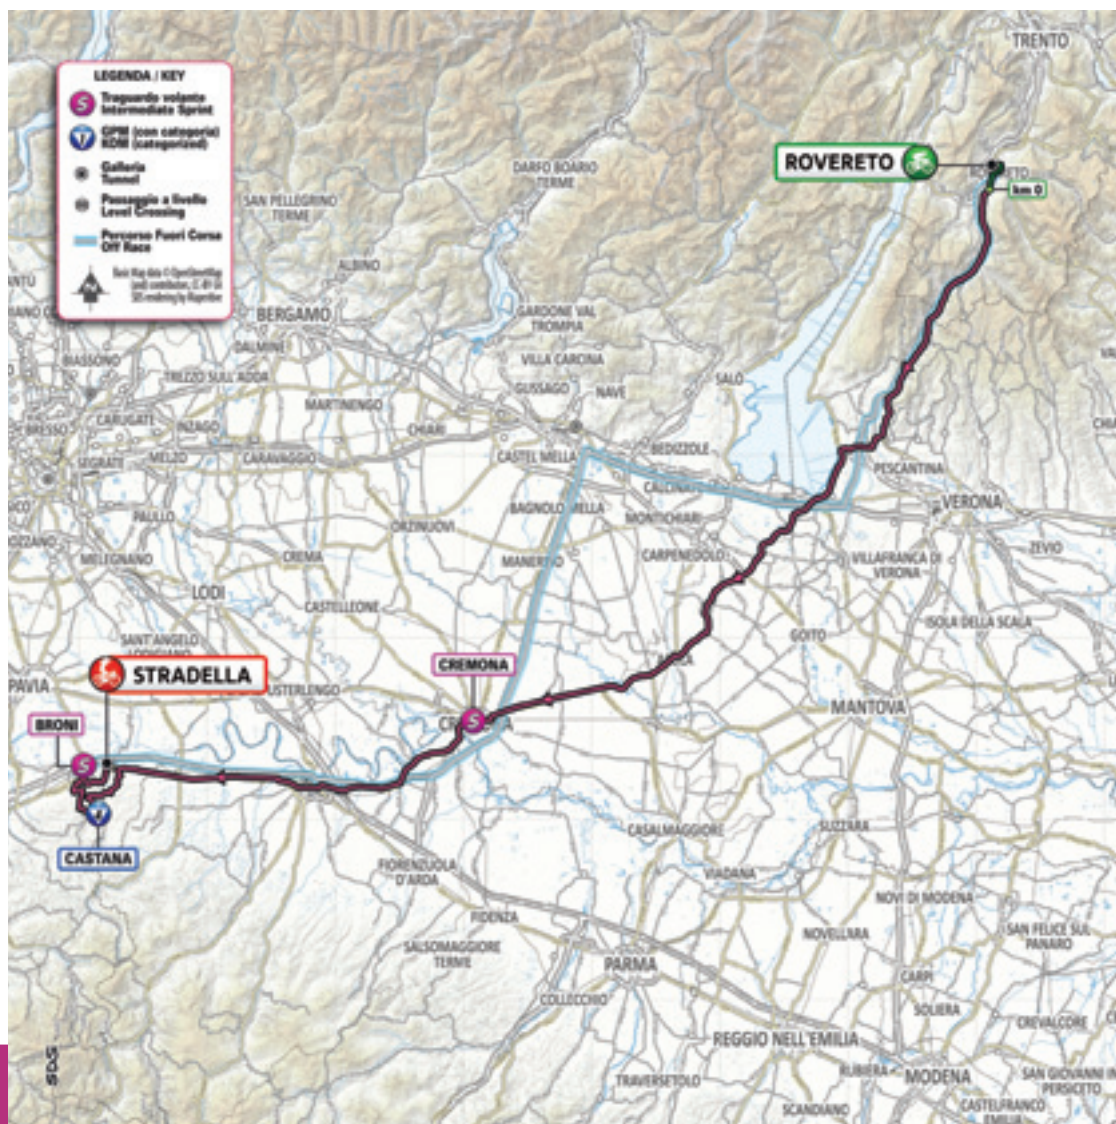 TRENTO
LEGENDA / KEY
Traguardo volante
Intermediate Sprint
GPM (con categoria)
KOM (categorized)
Galleria
Tunnel
Passaggio a livello
Level Crossing
Percorso Fuori Corsa
Off Race
ROVERETO
km 0
DARFO BOARIO
TERME
SAN PELLEGRINO
TERME
ALBINO
BERGAMO
GARDONE VAL
TROMPIA
DALMINE
VILLA CARCINA
BIASSONO
TREZZO SULL'ADDA
GUSSAGO
NAVE
SALÒ
MARTINENGO
CARUGATE
INZAGO
CHIARI
BRESSO
SEGRATE
MELZO
CARAVAGGIO
CASTEL MELLA
BEDIZZOLE
PESCANTINA
CALCINA
BAGNOLO MELLA
MONTICHIARI
VERONA
PAULLO
ORZINUOVI
MELEGNANO
CREMA
MANERBIO
CARPENEDOLO
VILLAFRANCA DI
VERONA
ZEVIO
LODI
CASTELLEONE
ISOLA DELLA SCALA
GOITO
SANT'ANGELO
LODIGIANO
CREMONA
STRADELLA
PAVIA
USTERLENGO
MANTOVA
BRONI
CASTANA
CASALMAGGIORE
SUZZARA
FIORENZUOLA
D'ARDA
VIADANA
NOVI DI MODENA
FIDENZA
SALSOMAGGIORE
TERME
NOVELLARA
SAN FELICE SUL
PANARO
PARMA
CARPI
COLLECCHIO
SOLIERA
CREVALCORE
REGGIO NELL'EMILIA
SDS
RUBIERA
MODENA
TRAVERSETOLO
SAN GIOVANNI IN
PERSICETO
SCANDIANO
CASTELFRANCO
EMILIA